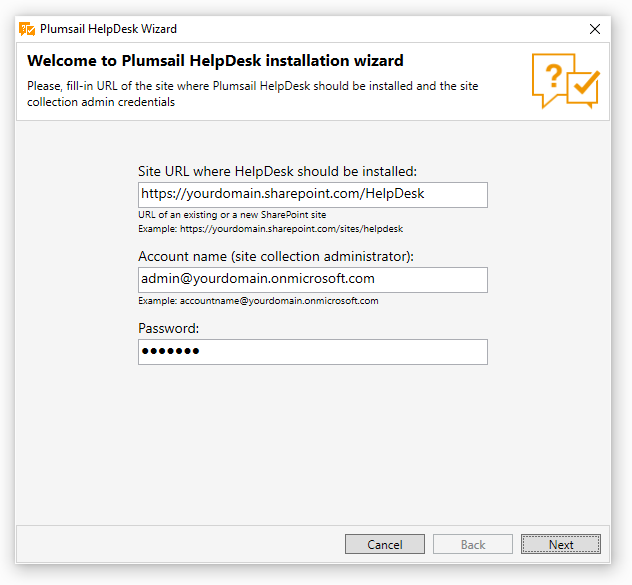 Plumsail HelpDesk Wizard
Welcome to Plumsail HelpDesk installation wizard
Please, fill-in URL of the site where Plumsail HelpDesk should be installed and the site
collection admin credentials
Site URL where HelpDesk should be installed:
https://yourdomain.sharepoint.com/HelpDesk
URL of an existing or a new SharePoint site
Example: https://yourdomain.sharepoint.com/sites/helpdesk
Account name (site collection administrator):
admin@yourdomain.onmicrosoft.com
Example: accountname@yourdomain.onmicrosoft.com
Password:
●●●●●●●
Cancel Back Next